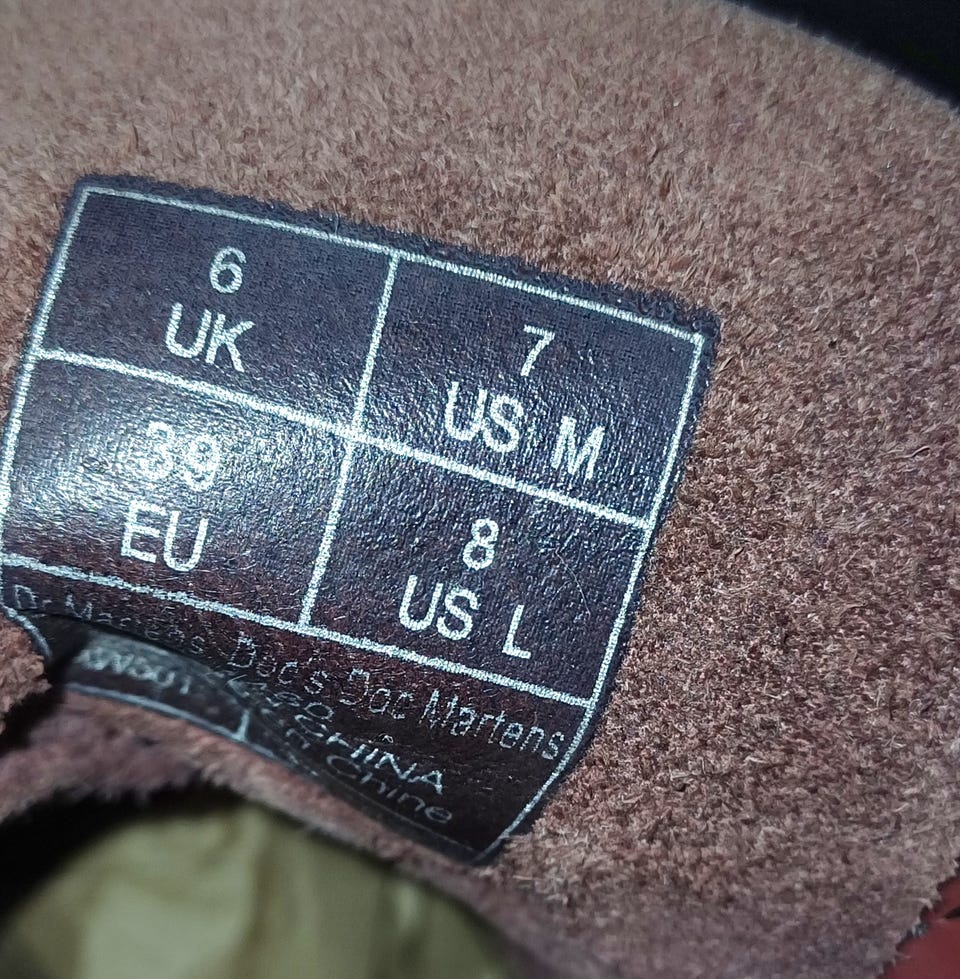 6
UK
7
US M
39
EU
8
US L
Dr. Martens Doc's Doc Martens
CHINA
Chine